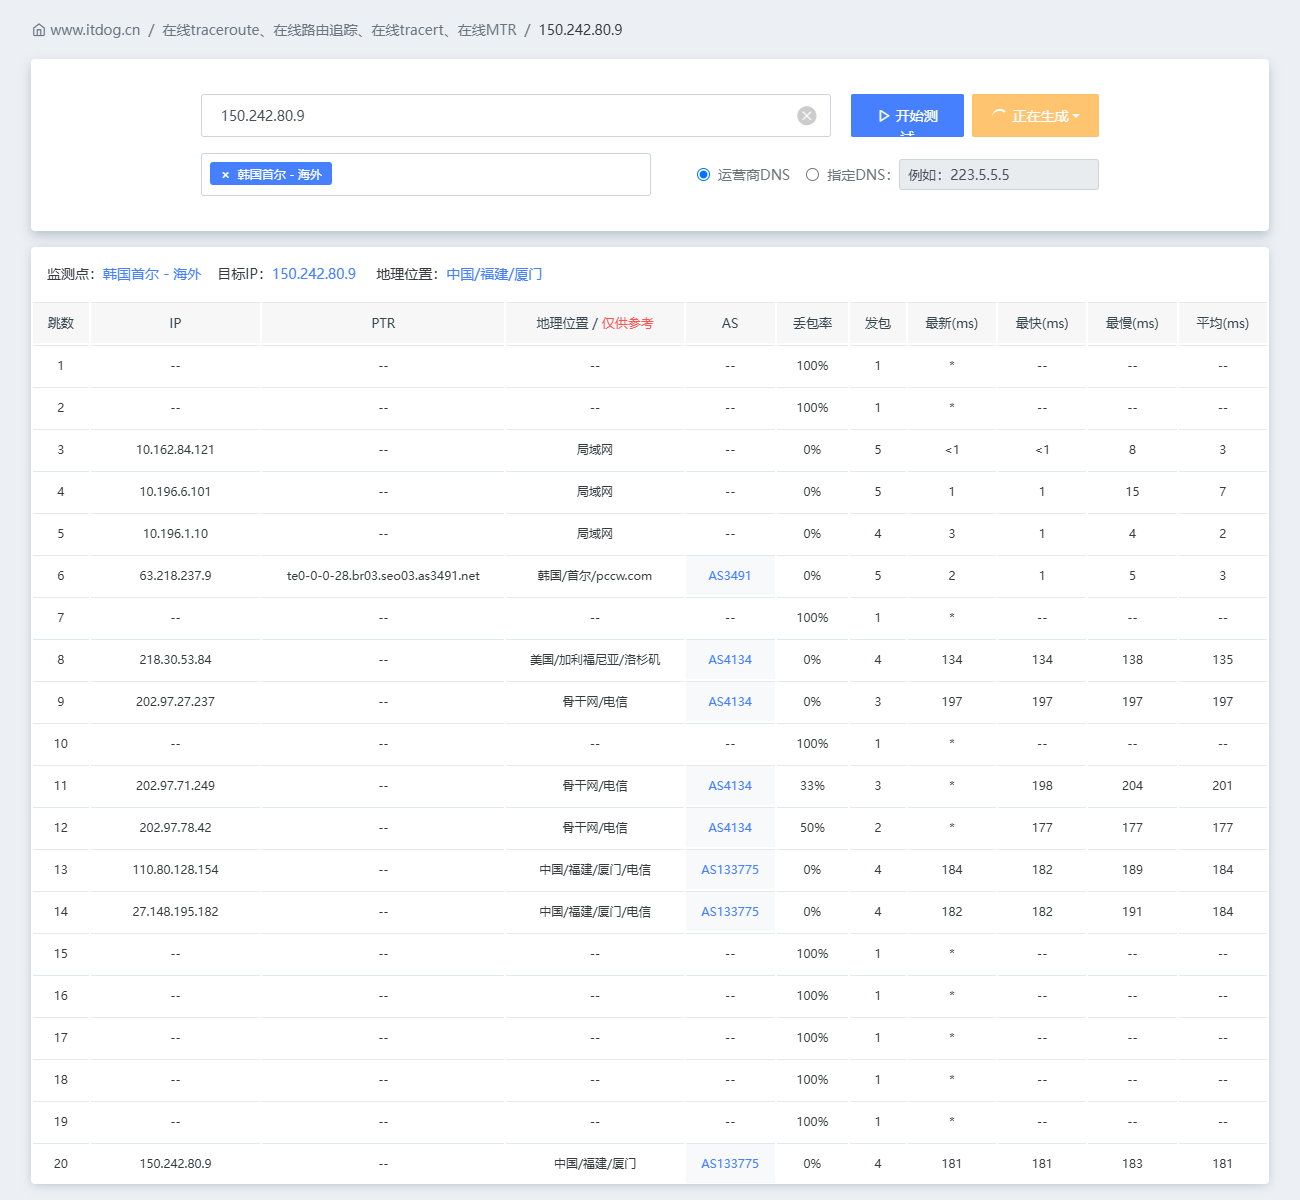 www.itdog.cn / 在线traceroute、在线路由追踪、在线tracert、在线MTR / 150.242.80.9
150.242.80.9 开始测试 正在生成
× 韩国首尔 - 海外 运营商DNS 指定DNS： 例如：223.5.5.5
监测点：韩国首尔 - 海外 目标IP：150.242.80.9 地理位置：中国/福建/厦门
跳数 IP PTR 地理位置 / 仅供参考 AS 丢包率 发包 最新(ms) 最快(ms) 最慢(ms) 平均(ms)
1 -- -- -- -- 100% 1 * -- -- --
2 -- -- -- -- 100% 1 * -- -- --
3 10.162.84.121 -- 局域网 -- 0% 5 <1 <1 8 3
4 10.196.6.101 -- 局域网 -- 0% 5 1 1 15 7
5 10.196.1.10 -- 局域网 -- 0% 4 3 1 4 2
6 63.218.237.9 te0-0-0-28.br03.seo03.as3491.net 韩国/首尔/pccw.com AS3491 0% 5 2 1 5 3
7 -- -- -- -- 100% 1 * -- -- --
8 218.30.53.84 -- 美国/加利福尼亚/洛杉矶 AS4134 0% 4 134 134 138 135
9 202.97.27.237 -- 骨干网/电信 AS4134 0% 3 197 197 197 197
10 -- -- -- -- 100% 1 * -- -- --
11 202.97.71.249 -- 骨干网/电信 AS4134 33% 3 * 198 204 201
12 202.97.78.42 -- 骨干网/电信 AS4134 50% 2 * 177 177 177
13 110.80.128.154 -- 中国/福建/厦门/电信 AS133775 0% 4 184 182 189 184
14 27.148.195.182 -- 中国/福建/厦门/电信 AS133775 0% 4 182 182 191 184
15 -- -- -- -- 100% 1 * -- -- --
16 -- -- -- -- 100% 1 * -- -- --
17 -- -- -- -- 100% 1 * -- -- --
18 -- -- -- -- 100% 1 * -- -- --
19 -- -- -- -- 100% 1 * -- -- --
20 150.242.80.9 -- 中国/福建/厦门 AS133775 0% 4 181 181 183 181